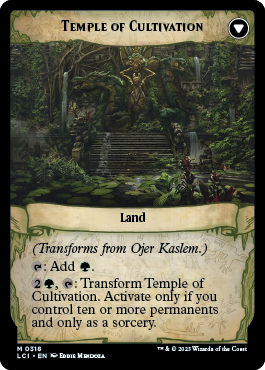 TEMPLE OF CULTIVATION
Land
(Transforms from Ojer Kaslem.)
: Add .
2 , : Transform Temple of
Cultivation. Activate only if you
control ten or more permanents
and only as a sorcery.
M 0318
LCI • EN EDDIE MENDOZA
™ & © 2023 Wizards of the Coast